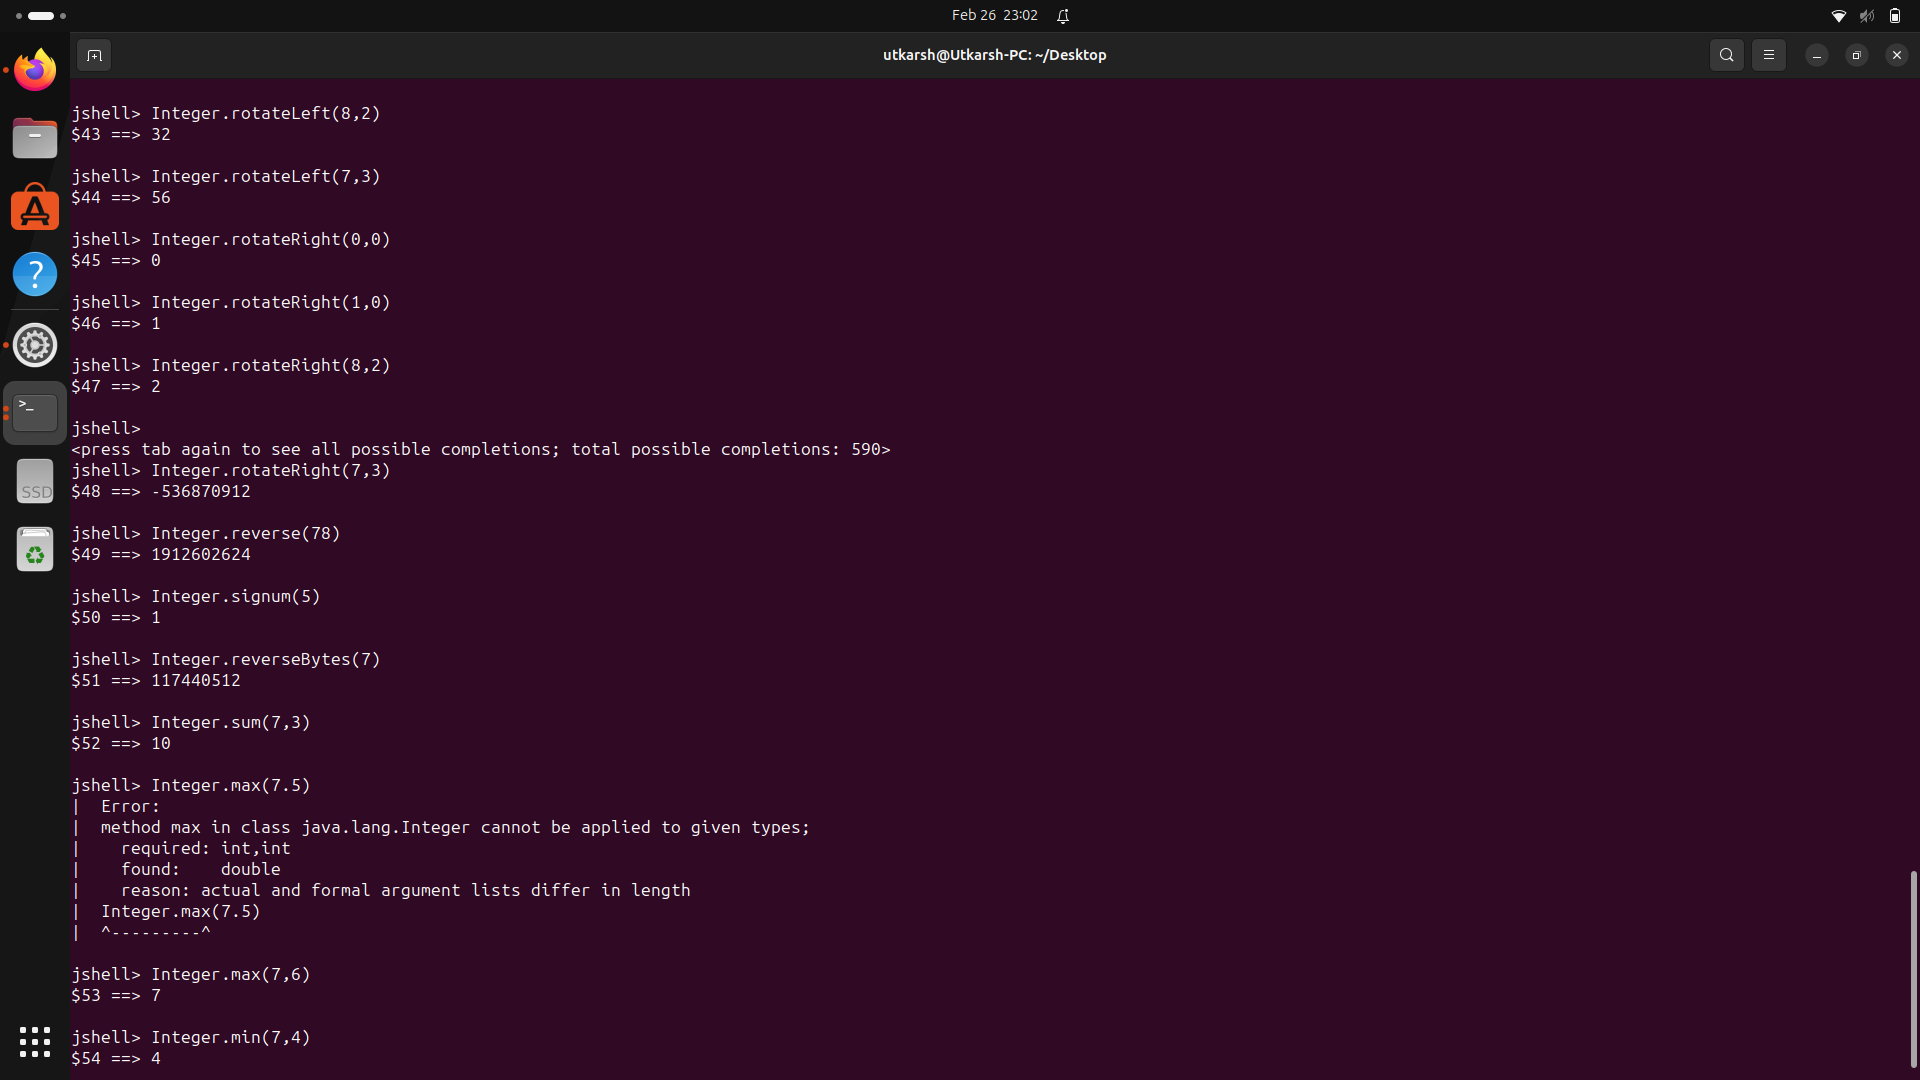 Feb 26 23:02
utkarsh@Utkarsh-PC: ~/Desktop
jshell> Integer.rotateLeft(8,2)
$43 ==> 32
jshell> Integer.rotateLeft(7,3)
$44 ==> 56
jshell> Integer.rotateRight(0,0)
$45 ==> 0
jshell> Integer.rotateRight(1,0)
$46 ==> 1
jshell> Integer.rotateRight(8,2)
$47 ==> 2
jshell>
<press tab again to see all possible completions; total possible completions: 590>
jshell> Integer.rotateRight(7,3)
$48 ==> -536870912
jshell> Integer.reverse(78)
$49 ==> 1912602624
jshell> Integer.signum(5)
$50 ==> 1
jshell> Integer.reverseBytes(7)
$51 ==> 117440512
jshell> Integer.sum(7,3)
$52 ==> 10
jshell> Integer.max(7.5)
|  Error:
|  method max in class java.lang.Integer cannot be applied to given types;
|    required: int,int
|    found:    double
|    reason: actual and formal argument lists differ in length
|  Integer.max(7.5)
|  ^---------^
jshell> Integer.max(7,6)
$53 ==> 7
jshell> Integer.min(7,4)
$54 ==> 4
>_
SSD